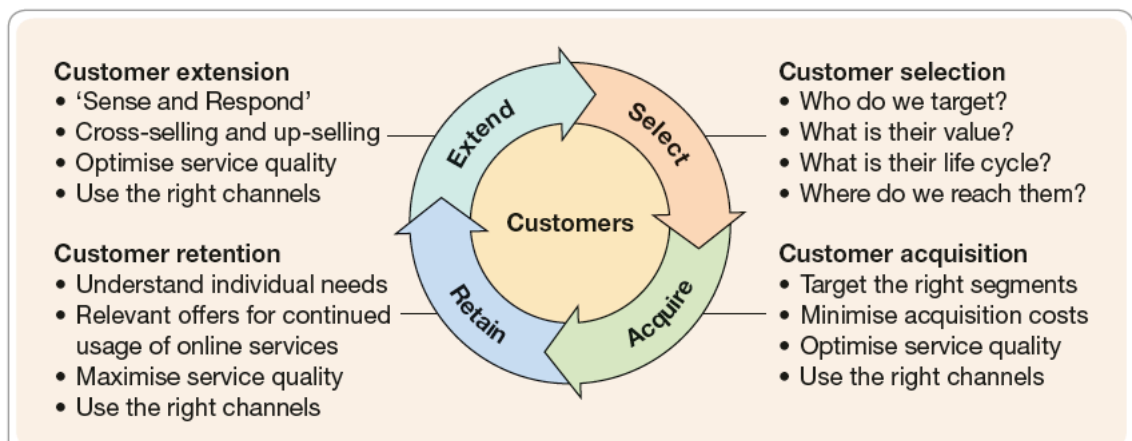 Customer extension
• ‘Sense and Respond’
• Cross-selling and up-selling
• Optimise service quality
• Use the right channels
Customer selection
• Who do we target?
• What is their value?
• What is their life cycle?
• Where do we reach them?
Extend
Select
Customers
Retain
Acquire
Customer retention
• Understand individual needs
• Relevant offers for continued
usage of online services
• Maximise service quality
• Use the right channels
Customer acquisition
• Target the right segments
• Minimise acquisition costs
• Optimise service quality
• Use the right channels